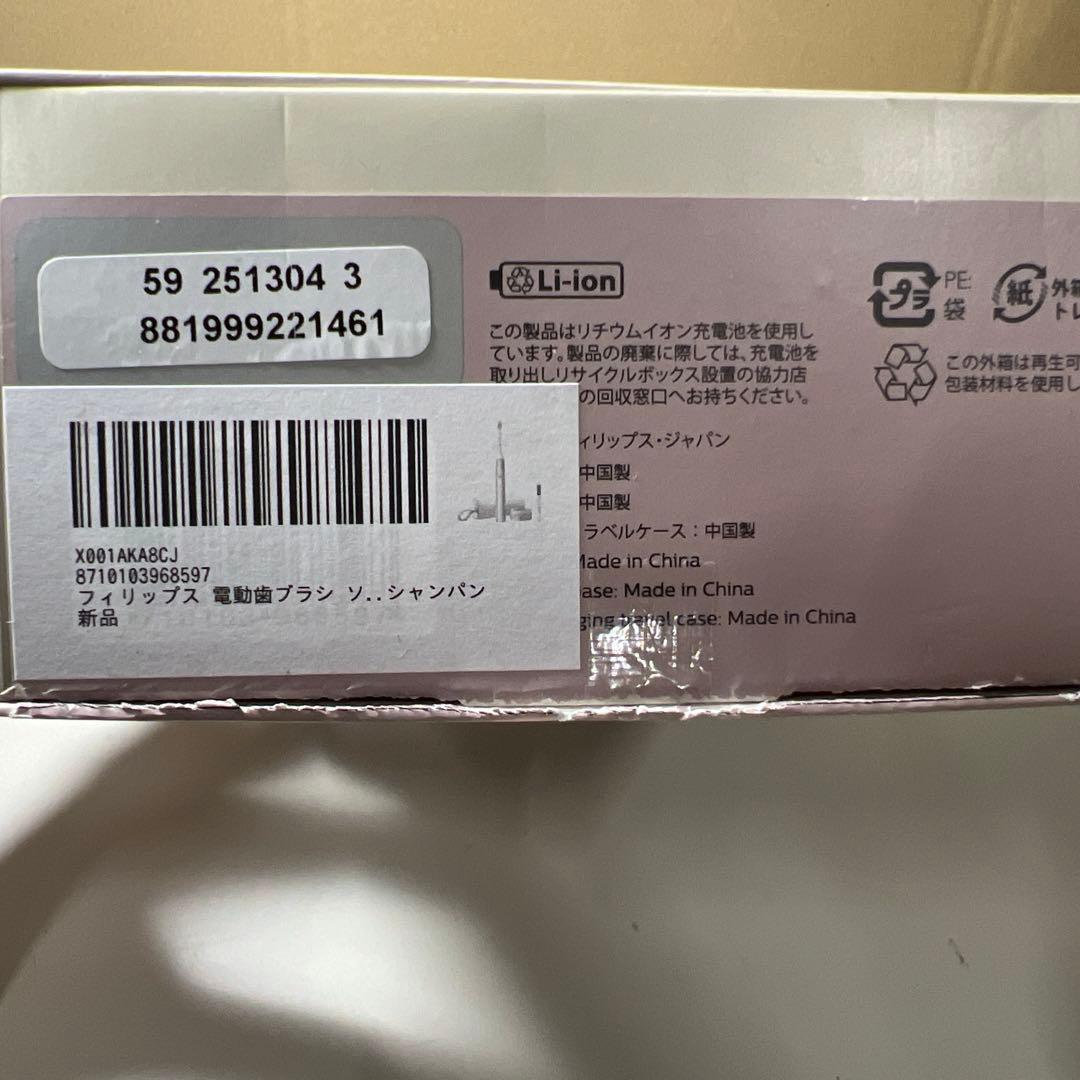 59 251304 3
881999221461
Li-ion
この製品はリチウムイオン充電池を使用し
ています。製品の廃棄に際しては、充電池を
取り出しリサイクルボックス設置の協力店
の回収窓口へお持ちください。
ィリップス・ジャパン
中国製
中国製
ラベルケース：中国製
Made in China
ase: Made in China
ging travel case: Made in China
プラ
PE:
袋
紙
外箱
トレ
この外箱は再生可
包装材料を使用し
X001AKA8CJ
8710103968597
フィリップス 電動歯ブラシ ソ..シャンパン
新品